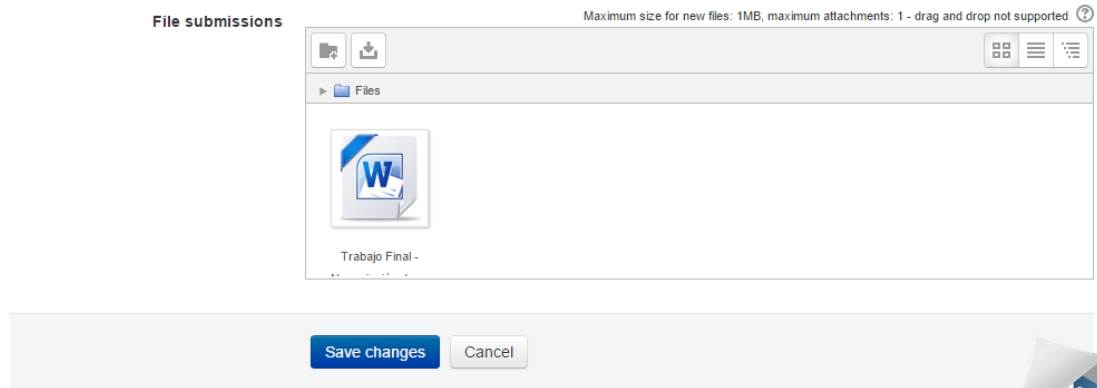 File submissions
Maximum size for new files: 1MB, maximum attachments: 1 - drag and drop not supported
Files
W
Trabajo Final -
Save changes
Cancel